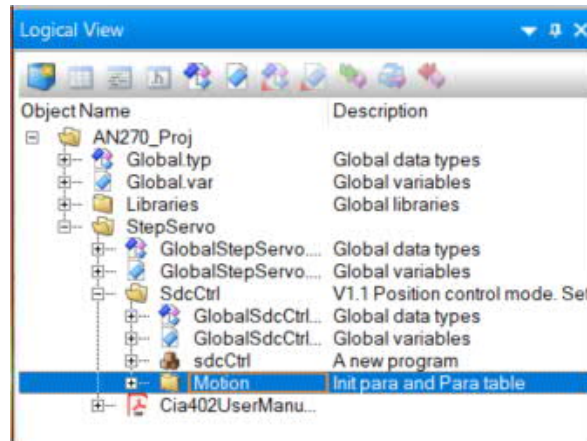 Logical View
Object Name Description
AN270_Proj
Global.typ Global data types
Global.var Global variables
Libraries Global libraries
StepServo
GlobalStepServo.... Global data types
GlobalStepServo.... Global variables
SdcCtrl V1.1 Position control mode. Set
GlobalSdcCtrl... Global data types
GlobalSdcCtrl... Global variables
sdcCtrl A new program
Motion Init para and Para table
Cia402UserManu...